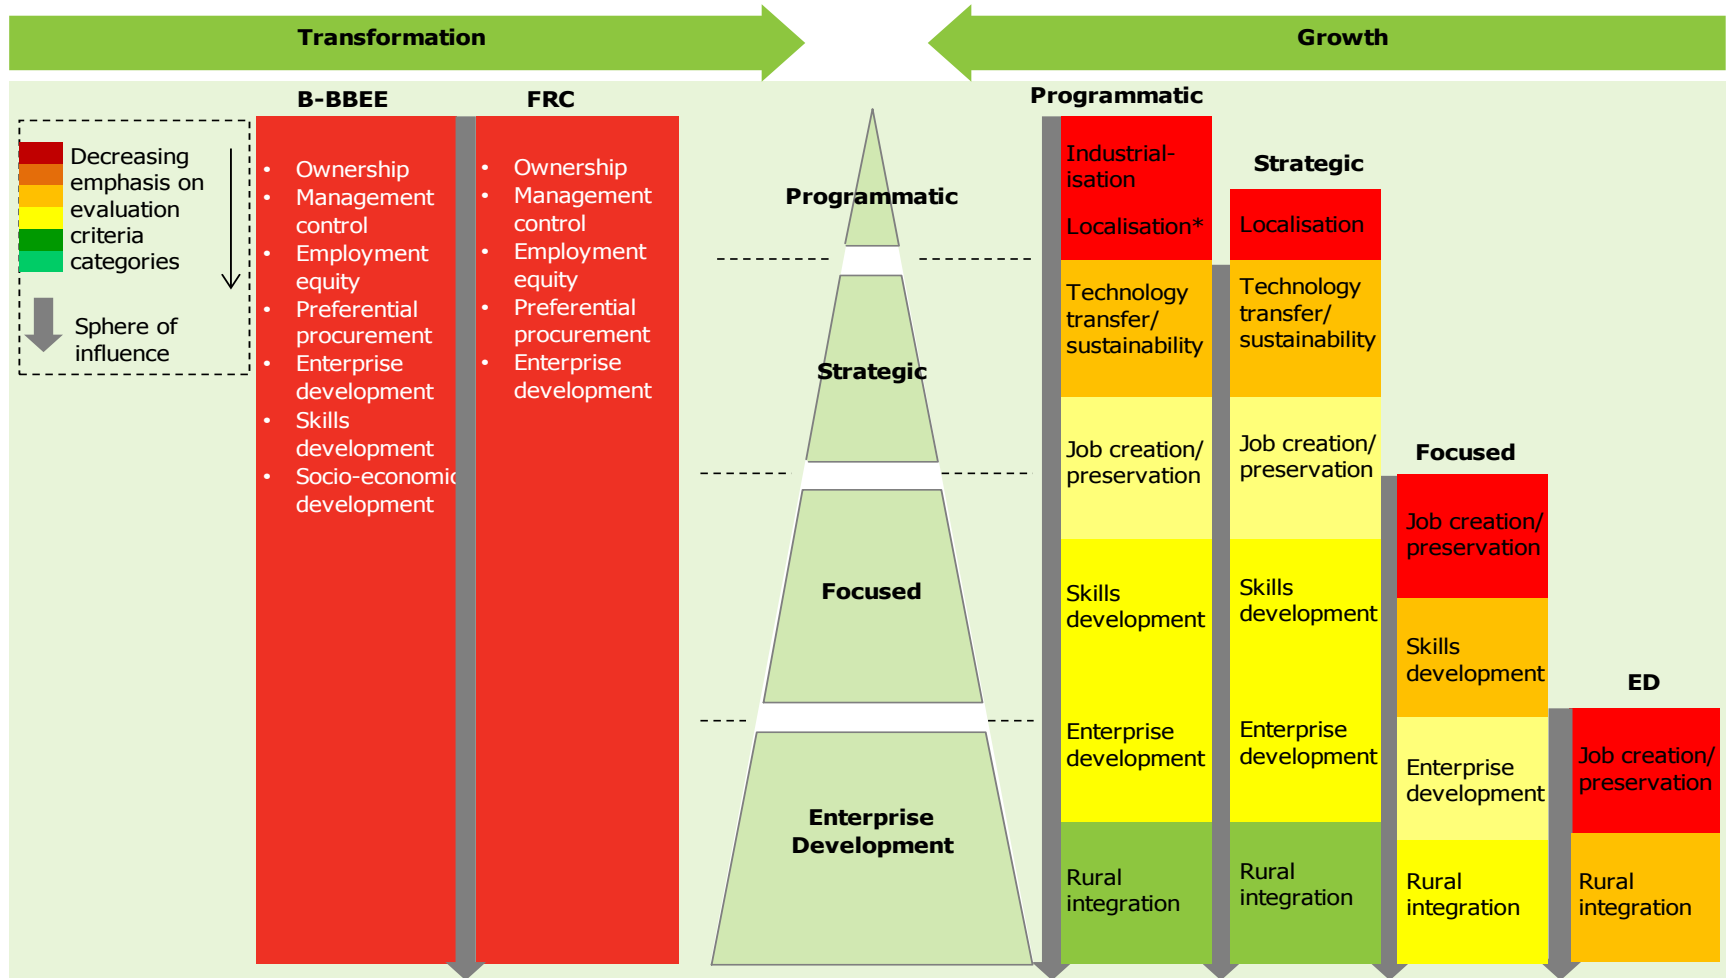 Transformation
Growth
Decreasing
emphasis on
evaluation
criteria
categories
Sphere of
influence
B-BBEE
• Ownership
• Management
control
• Employment
equity
• Preferential
procurement
• Enterprise
development
• Skills
development
• Socio-economic
development
FRC
• Ownership
• Management
control
• Employment
equity
• Preferential
procurement
• Enterprise
development
Programmatic
Strategic
Focused
Enterprise
Development
Programmatic
Industrial-
isation
Localisation*
Technology
transfer/
sustainability
Job creation/
preservation
Skills
development
Enterprise
development
Rural
integration
Strategic
Localisation
Technology
transfer/
sustainability
Job creation/
preservation
Skills
development
Enterprise
development
Rural
integration
Focused
Job creation/
preservation
Skills
development
Enterprise
development
Rural
integration
ED
Job creation/
preservation
Rural
integration